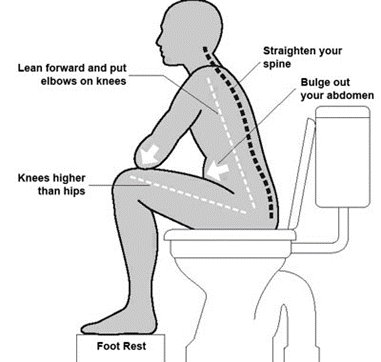 Straighten your
spine
Lean forward and put
elbows on knees
Bulge out
your abdomen
Knees higher
than hips
Foot Rest